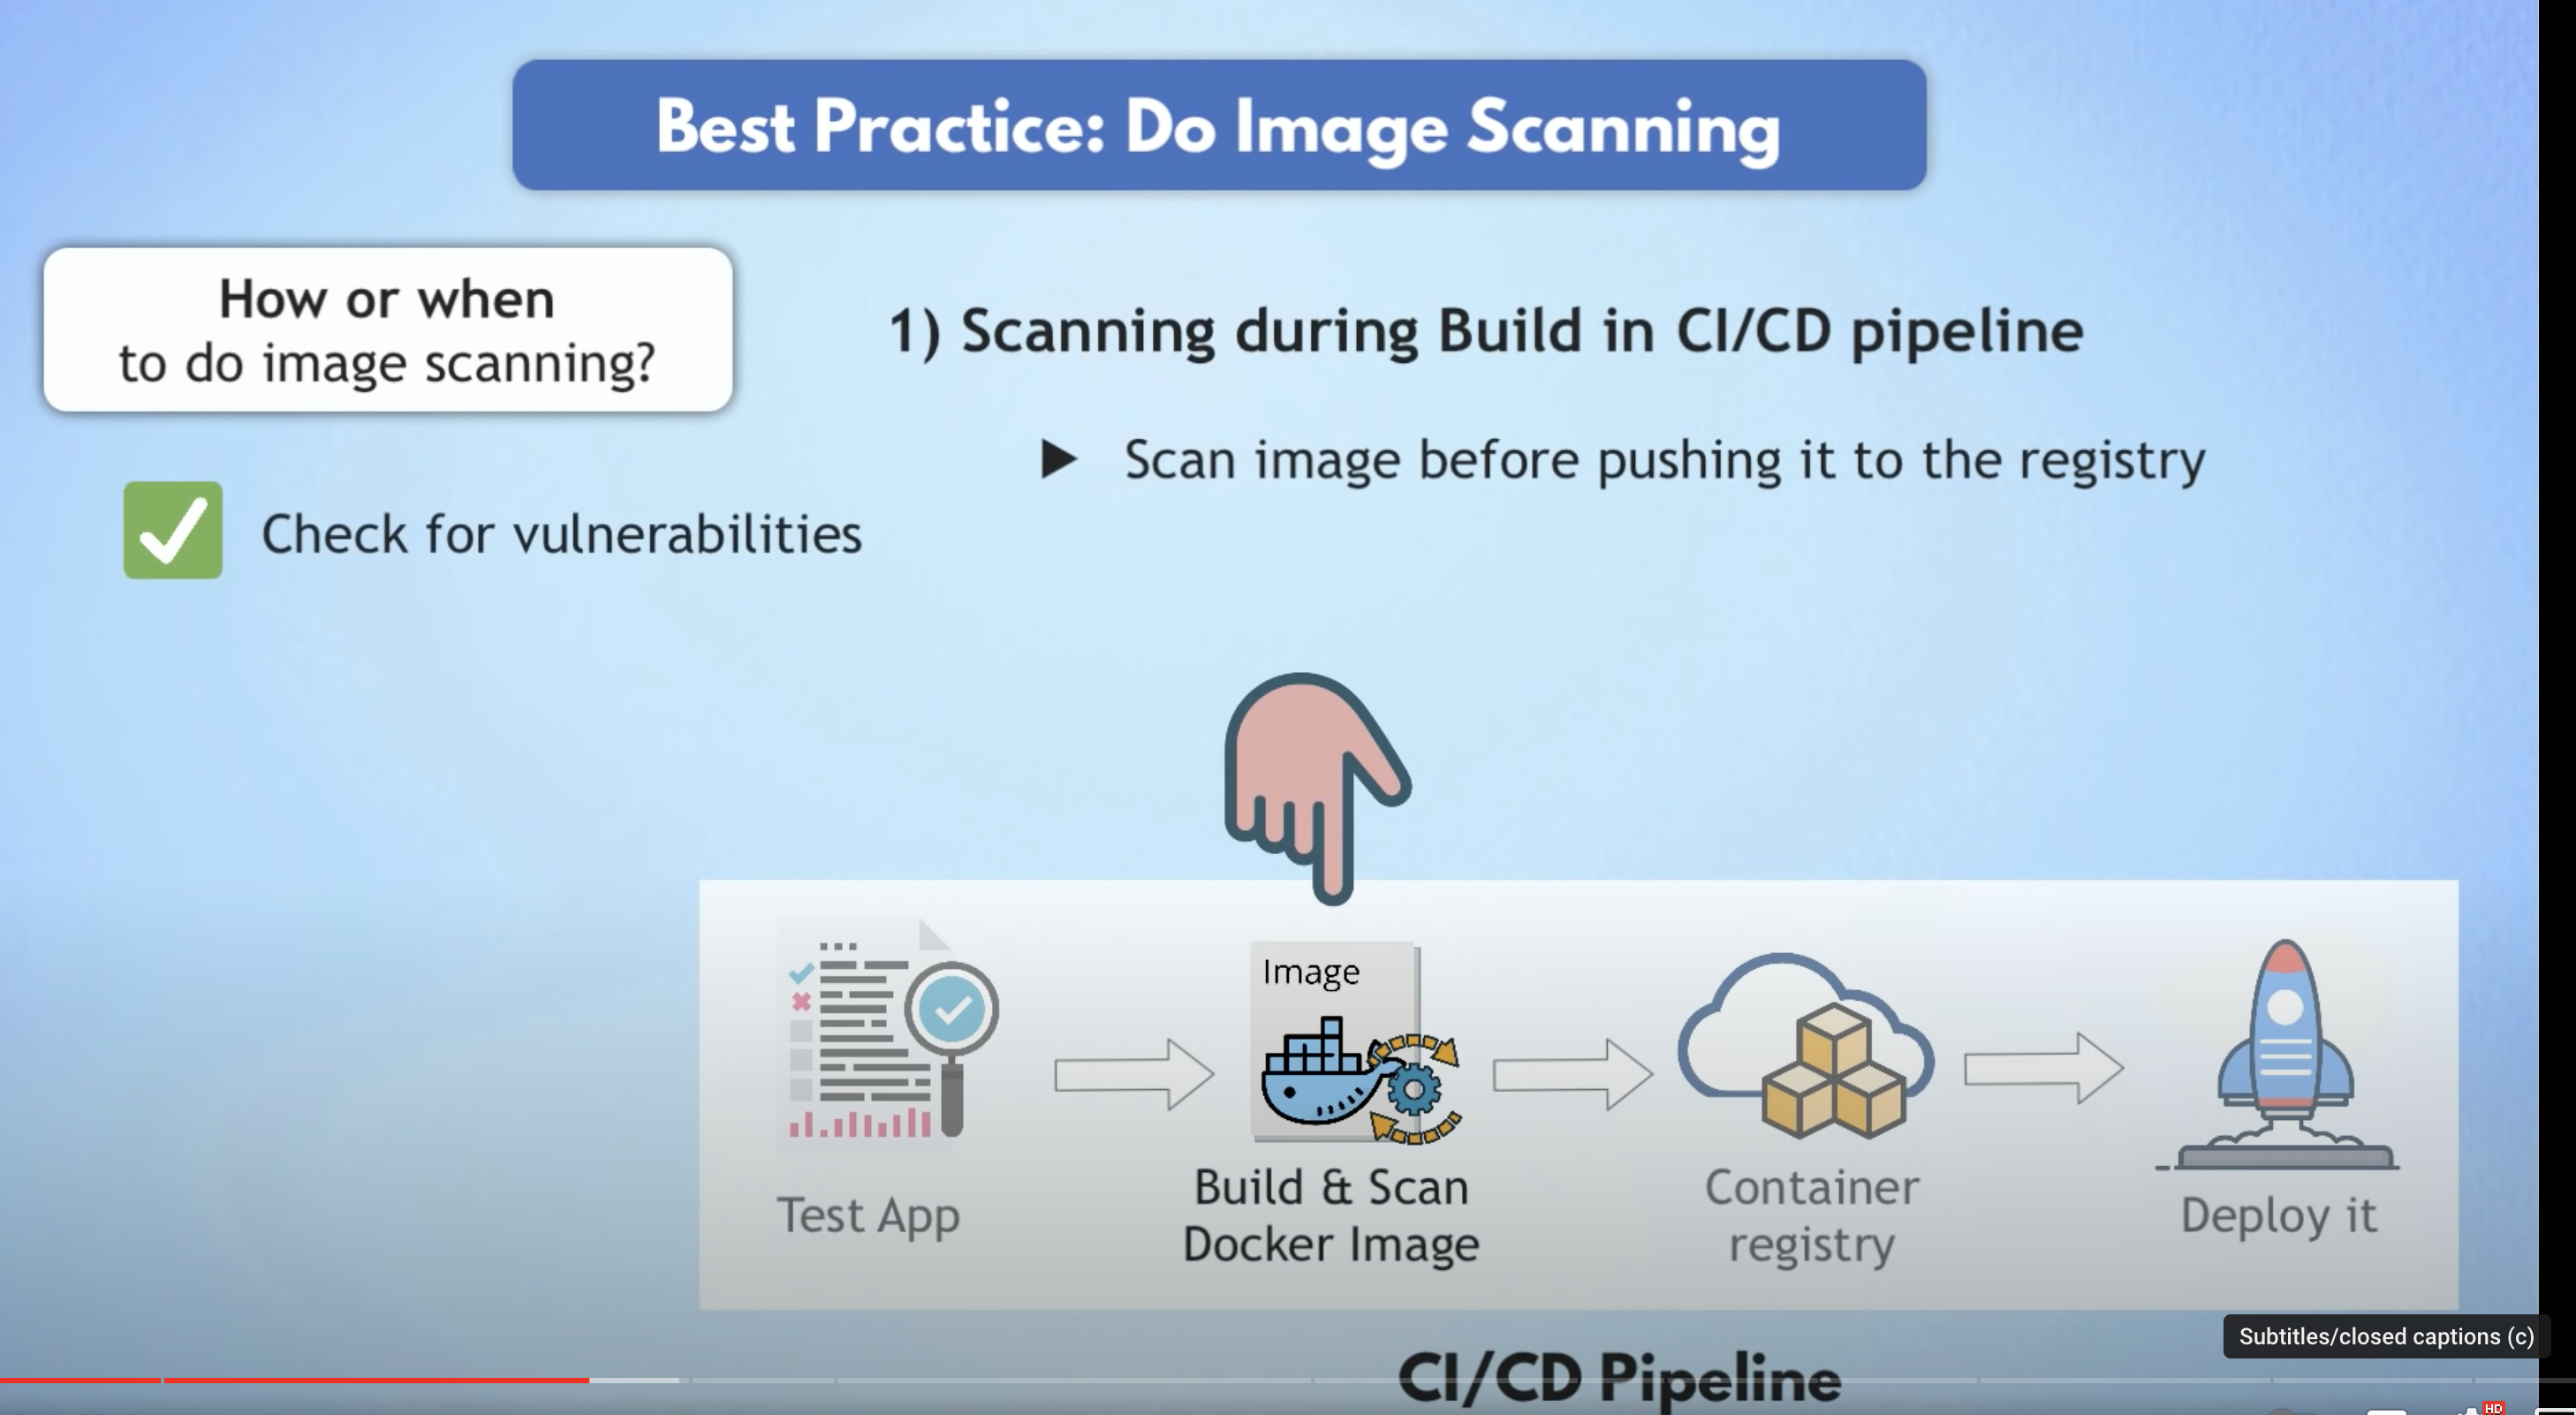 Best Practice: Do Image Scanning
How or when
to do image scanning?
Check for vulnerabilities
1) Scanning during Build in CI/CD pipeline
▶ Scan image before pushing it to the registry
Image
Test App
Build & Scan
Docker Image
Container
registry
Deploy it
Subtitles/closed captions (c)
CI/CD Pipeline
HD